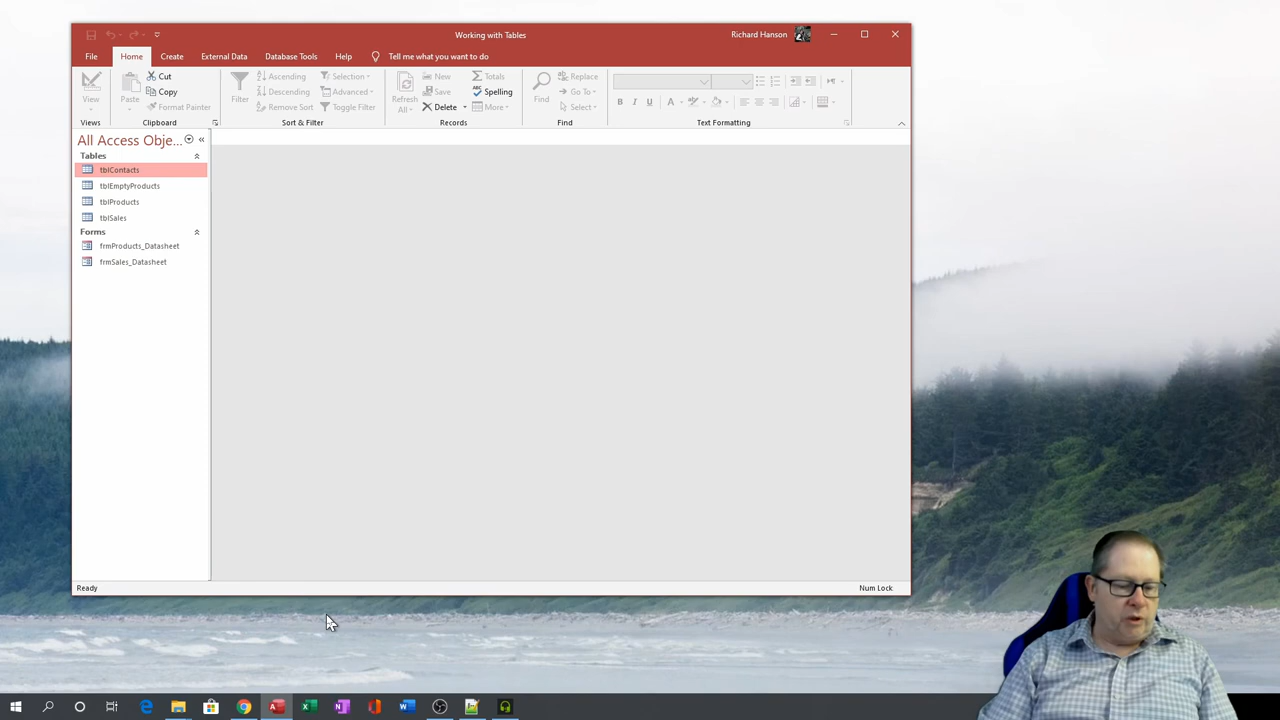 Working with Tables
Richard Hanson
File Home Create External Data Database Tools Help Tell me what you want to do
View
Views
Paste
Cut
Copy
Format Painter
Clipboard
Filter
Ascending
Descending
Remove Sort
Selection
Advanced
Toggle Filter
Sort & Filter
Refresh
All
New
Save
Delete
Totals
Spelling
More
Records
Find
Replace
Go To
Select
Find
B I U A
Text Formatting
All Access Obje...
Tables
tblContacts
tblEmptyProducts
tblProducts
tblSales
Forms
frmProducts_Datasheet
frmSales_Datasheet
Ready
Num Lock